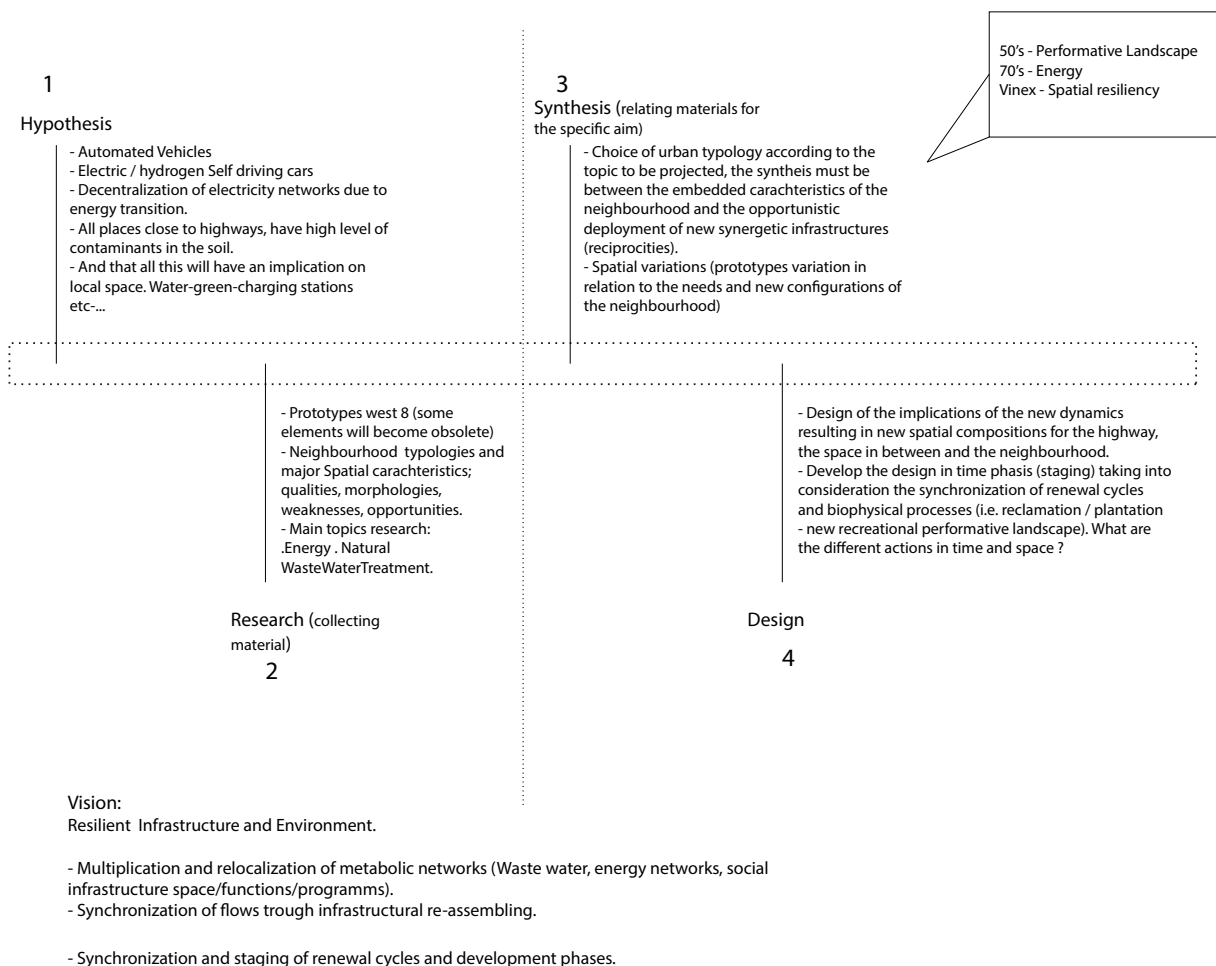 50's - Performative Landscape
70's - Energy
Vinex - Spatial resiliency
1
Hypothesis
- Automated Vehicles
- Electric / hydrogen Self driving cars
- Decentralization of electricity networks due to
energy transition.
- All places close to highways, have high level of
contaminants in the soil.
- And that all this will have an implication on
local space. Water-green-charging stations
etc-...
3
Synthesis (relating materials for
the specific aim)
- Choice of urban typology according to the
topic to be projected, the syntheis must be
between the embedded carachteristics of the
neighbourhood and the opportunistic
deployment of new synergetic infrastructures
(reciprocities).
- Spatial variations (prototypes variation in
relation to the needs and new configurations of
the neighbourhood)
- Prototypes west 8 (some
elements will become obsolete)
- Neighbourhood typologies and
major Spatial carachteristics;
qualities, morphologies,
weaknesses, opportunities.
- Main topics research:
.Energy . Natural
WasteWaterTreatment.
Research (collecting
material)
2
- Design of the implications of the new dynamics
resulting in new spatial compositions for the highway,
the space in between and the neighbourhood.
- Develop the design in time phasis (staging) taking into
consideration the synchronization of renewal cycles
and biophysical processes (i.e. reclamation / plantation
- new recreational performative landscape). What are
the different actions in time and space ?
Design
4
Vision:
Resilient Infrastructure and Environment.
- Multiplication and relocalization of metabolic networks (Waste water, energy networks, social
infrastructure space/functions/programms).
- Synchronization of flows trough infrastructural re-assembling.
- Synchronization and staging of renewal cycles and development phases.